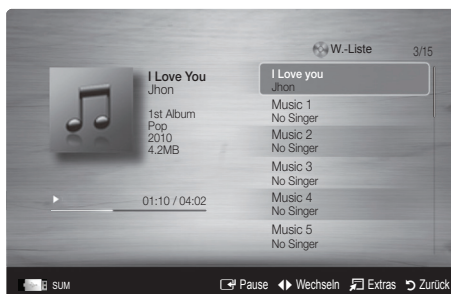 W.-Liste 3/15
I Love You
Jhon
1st Album
Pop
2010
4.2MB
01:10 / 04:02
I Love you
Jhon
Music 1
No Singer
Music 2
No Singer
Music 3
No Singer
Music 4
No Singer
Music 5
No Singer
SUM Pause Wechseln Extras Zurück